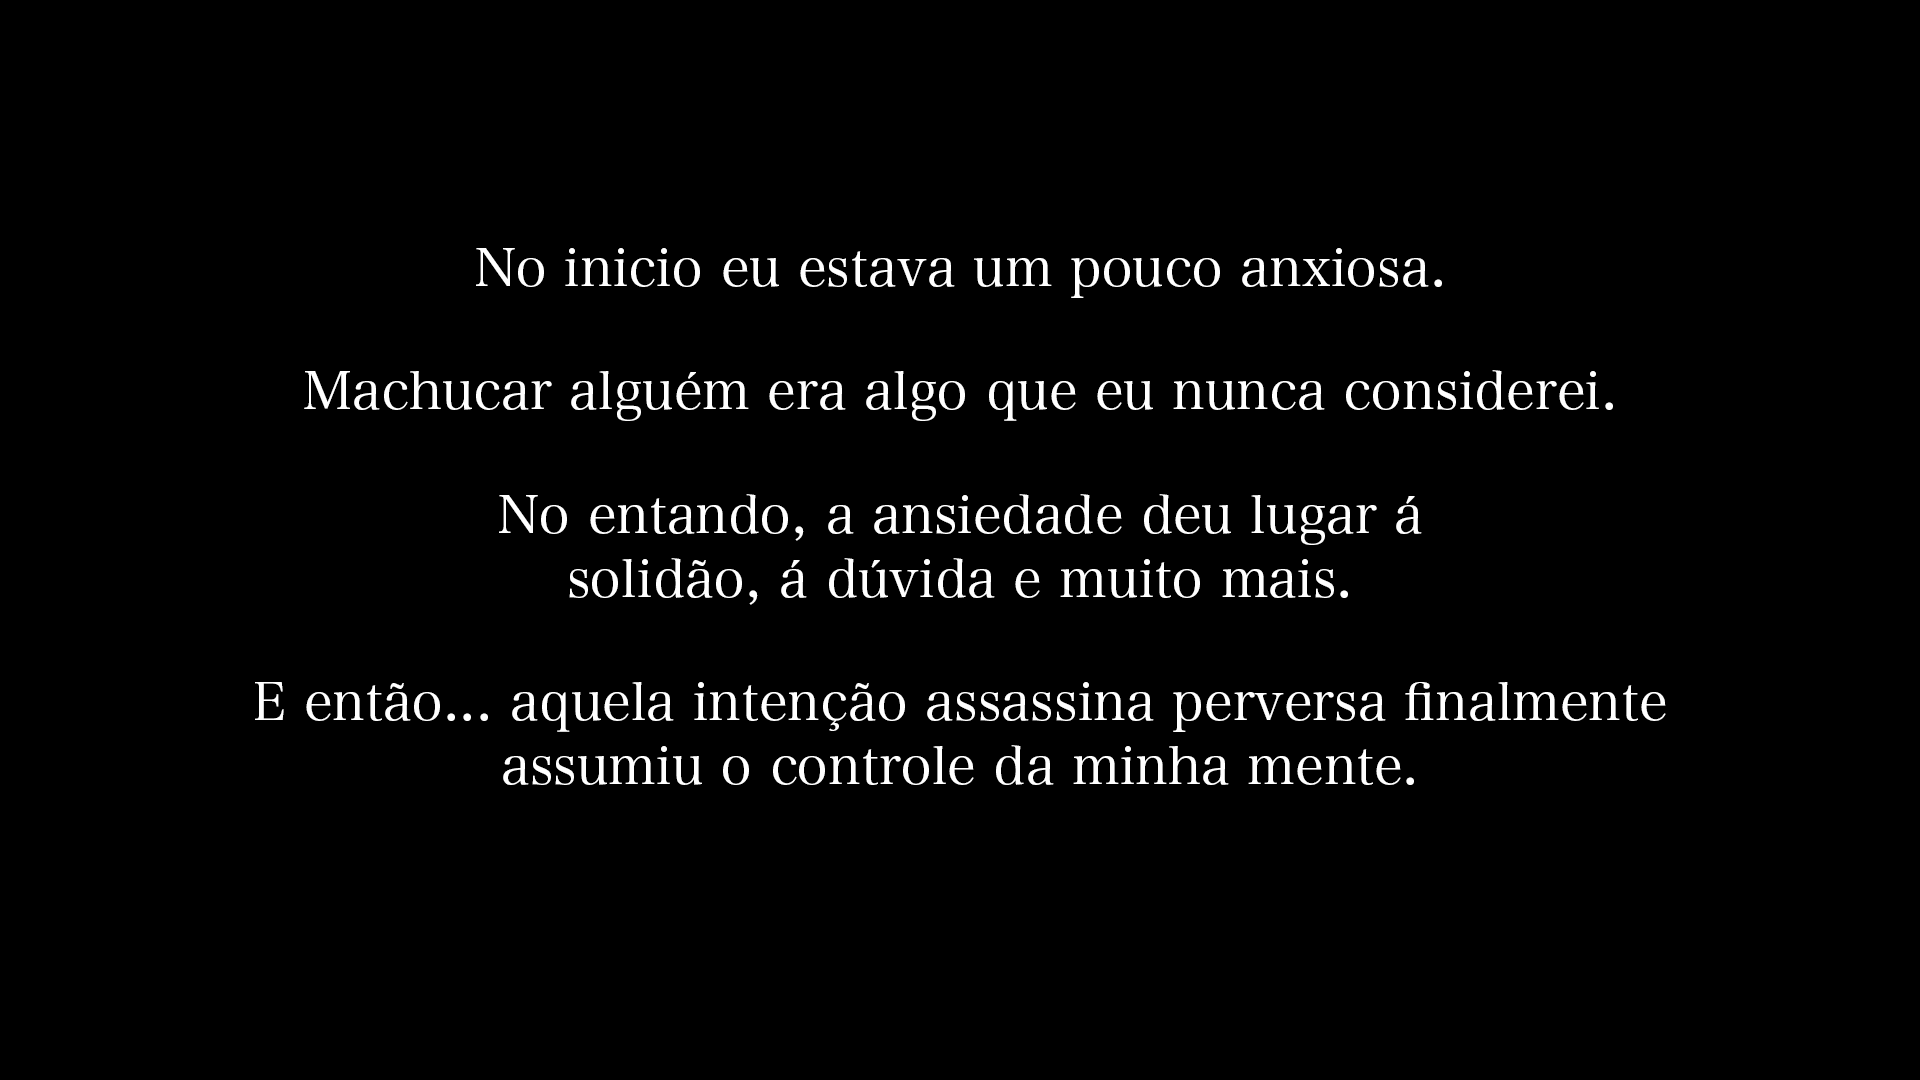 No inicio eu estava um pouco anxiosa.
Machucar alguém era algo que eu nunca considerei.
No entando, a ansiedade deu lugar á
solidão, á dúvida e muito mais.
E então... aquela intenção assassina perversa finalmente
assumiu o controle da minha mente.